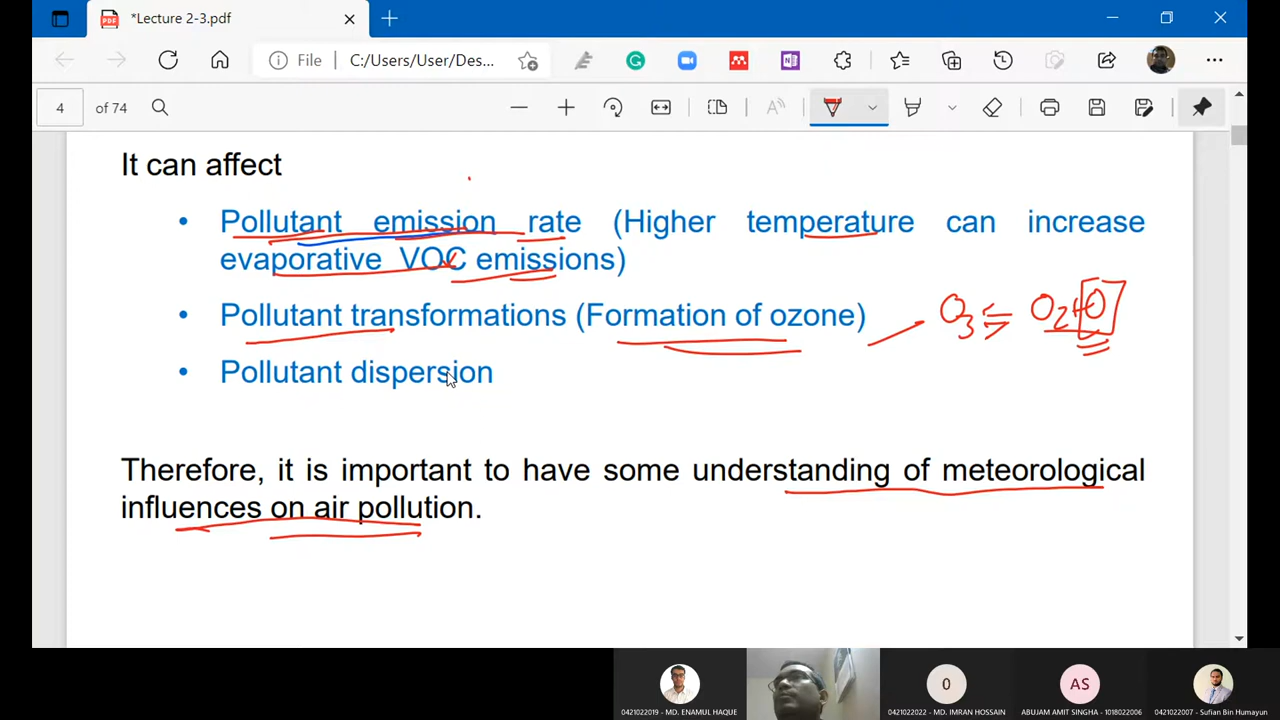 *Lecture 2-3.pdf
File C:/Users/User/Des...
4 of 74
It can affect
• Pollutant emission rate (Higher temperature can increase
evaporative VOC emissions)
• Pollutant transformations (Formation of ozone)
O3 ⇌ O2+O
• Pollutant dispersion
Therefore, it is important to have some understanding of meteorological
influences on air pollution.
0 AS
0421022019 - MD. ENAMUL HAQUE
0421022022 - MD. IMRAN HOSSAIN
ABUJAM AMIT SINGHA - 1018022006
0421022007 - Sufian Bin Humayun